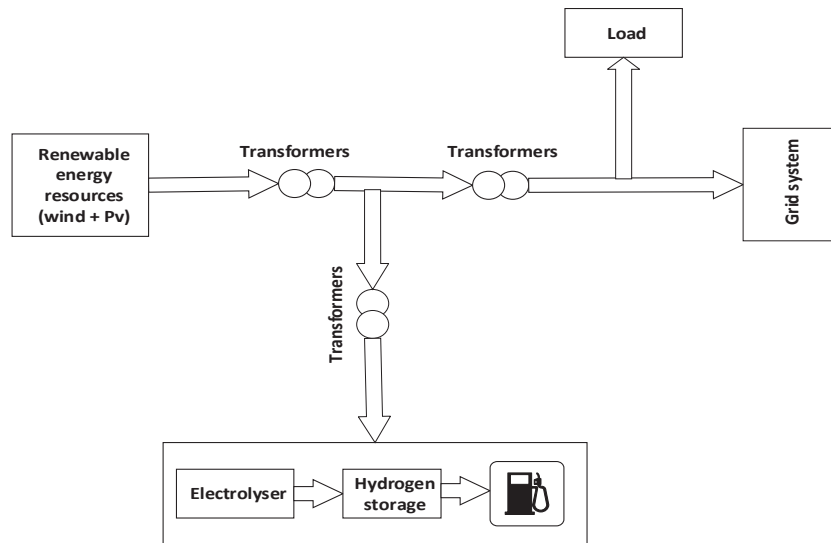 Load
Transformers
Transformers
Renewable
energy
resources
(wind + Pv)
Grid system
Transformers
Electrolyser
Hydrogen
storage